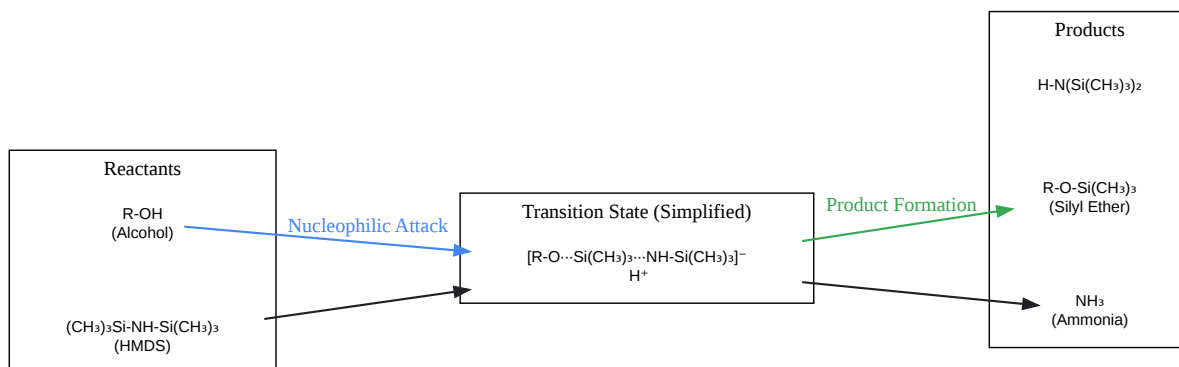 Reactants
R-OH
(Alcohol)
(CH₃)₃Si-NH-Si(CH₃)₃
(HMDS)
Nucleophilic Attack
Transition State (Simplified)
[R-O···Si(CH₃)₃···NH-Si(CH₃)₃]⁻
H⁺
Product Formation
Products
H-N(Si(CH₃)₃)₂
R-O-Si(CH₃)₃
(Silyl Ether)
NH₃
(Ammonia)